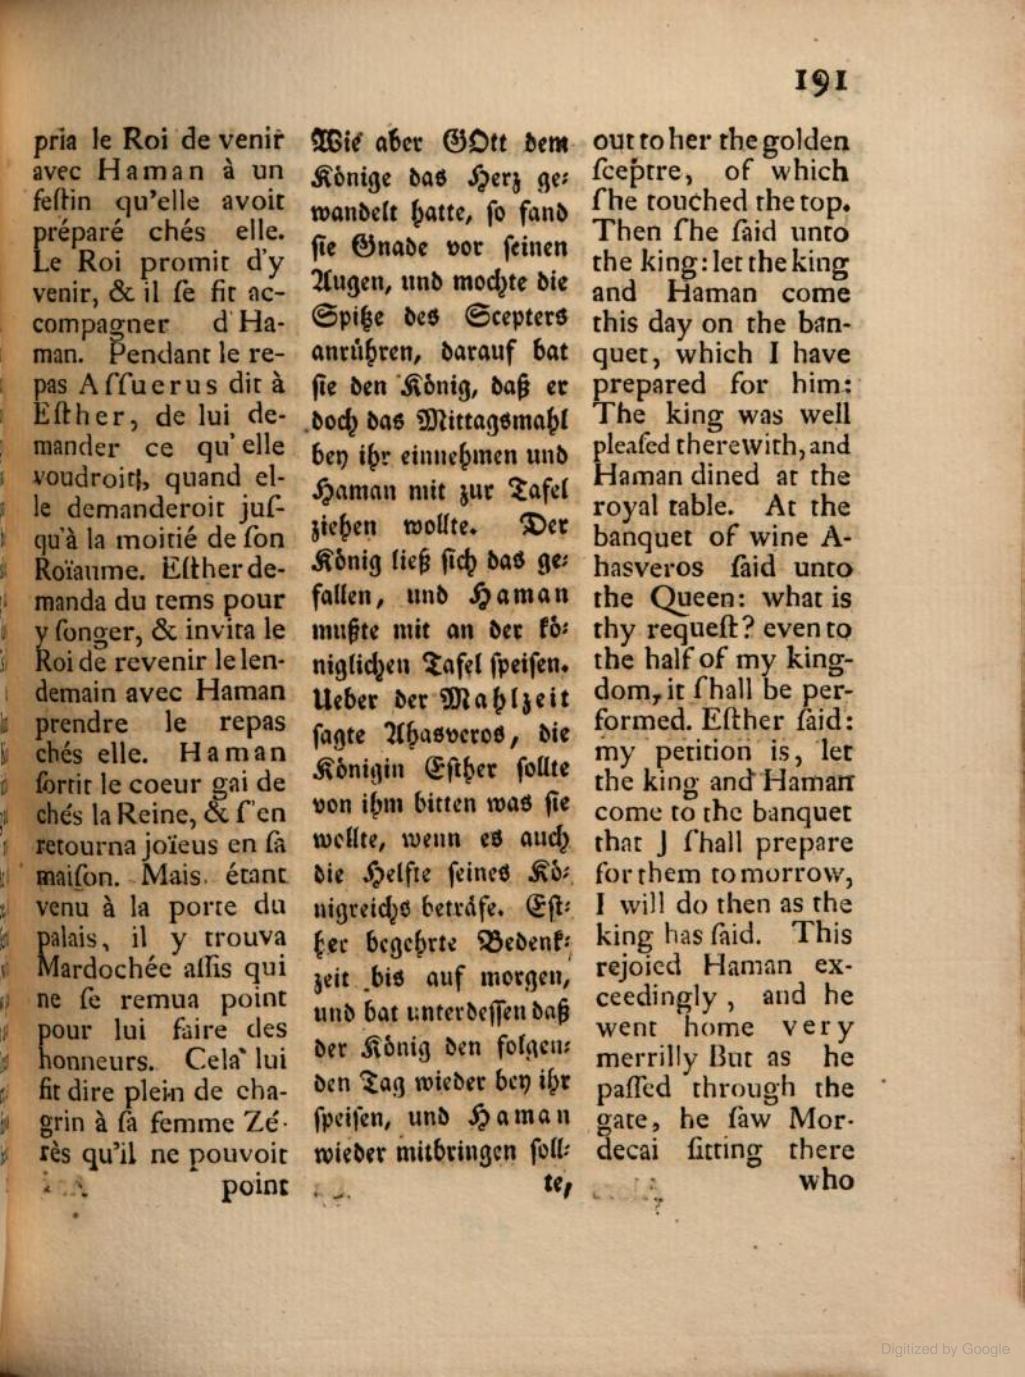 191
pria le Roi de venir
avec Haman à un
feſtin qu'elle avoit
préparé chés elle.
Le Roi promit d'y
venir, & il ſe fit ac-
compagner d'Ha-
man. Pendant le re-
pas Aſſuerus dit à
Eſther, de lui de-
mander ce qu'elle
voudroit, quand el-
le demanderoit juſ-
qu'à la moitié de ſon
Roïaume. Eſther de-
manda du tems pour
y ſonger, & invita le
Roi de revenir le len-
demain avec Haman
prendre le repas
chés elle. Haman
ſortit le coeur gai de
chés la Reine, & ſ'en
retourna joïeus en ſà
maiſon. Mais étant
venu à la porte du
palais, il y trouva
Mardochée aſſis qui
ne ſe remua point
pour lui faire des
honneurs. Cela lui
fit dire plein de cha-
grin à ſà femme Zé-
rès qu'il ne pouvoit
point
Wie aber GOtt dem
Könige das Herz ge-
wandelt hatte, ſo fand
ſie Gnade vor ſeinen
Augen, und mochte die
Spitze des Scepters
anrühren, darauf bat
ſie den König, daß er
doch das Mittagsmahl
bey ihr einnehmen und
Haman mit zur Tafel
ziehen wollte. Der
König ließ ſich das ge-
fallen, und Haman
mußte mit an der kö-
niglichen Tafel ſpeiſen.
Ueber der Mahlzeit
ſagte Ahasveros, die
Königin Eſther ſollte
von ihm bitten was ſie
wollte, wenn es auch
die Helfte ſeines Kö-
nigreichs beträfe. Eſt-
her begehrte Bedenk-
zeit bis auf morgen,
und bat unterdeſſen daß
der König den folgen-
den Tag wieder bey ihr
ſpeiſen, und Haman
wieder mitbringen ſoll-
te,
out to her the golden
ſceptre, of which
ſhe touched the top.
Then ſhe ſaid unto
the king: let the king
and Haman come
this day on the ban-
quet, which I have
prepared for him:
The king was well
pleaſed therewith, and
Haman dined at the
royal table. At the
banquet of wine A-
hasveros ſaid unto
the Queen: what is
thy requeſt? even to
the half of my king-
dom, it ſhall be per-
formed. Eſther ſaid:
my petition is, let
the king and Haman
come to the banquet
that J ſhall prepare
for them tomorrow,
I will do then as the
king has ſaid. This
rejoied Haman ex-
ceedingly, and he
went home very
merrilly But as he
paſſed through the
gate, he ſaw Mor-
decai ſitting there
who
Digitized by Google